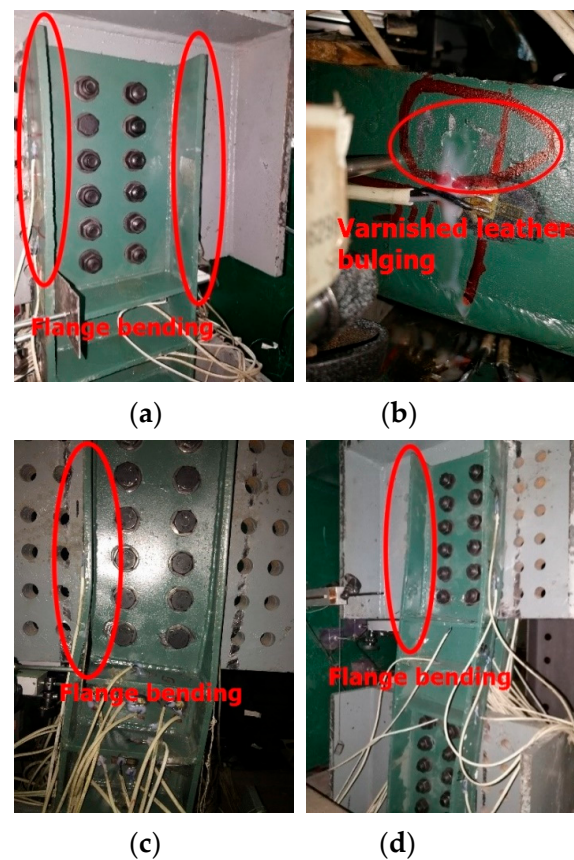 Flange bending
Varnished leather
bulging
(a)
(b)
Flange bending
Flange bending
(c)
(d)